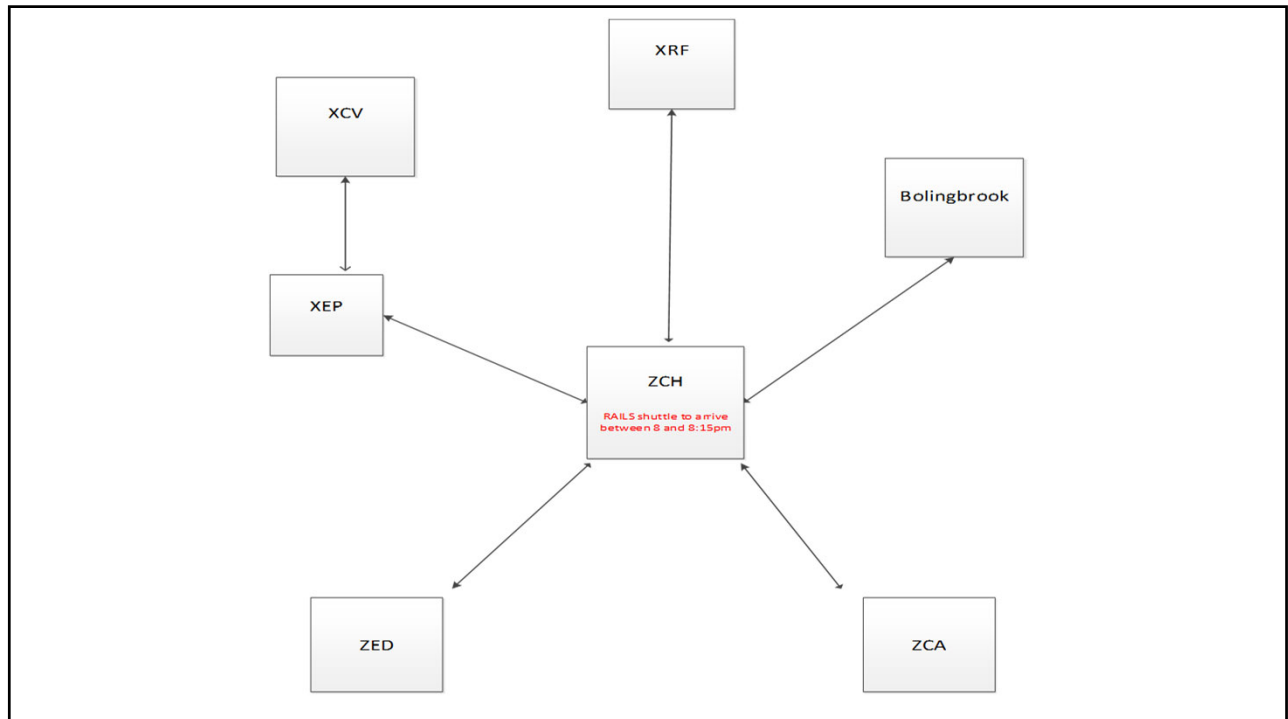 XRF
XCV
Bolingbrook
XEP
ZCH
RAILS shuttle to arrive
between 8 and 8:15pm
ZED
ZCA